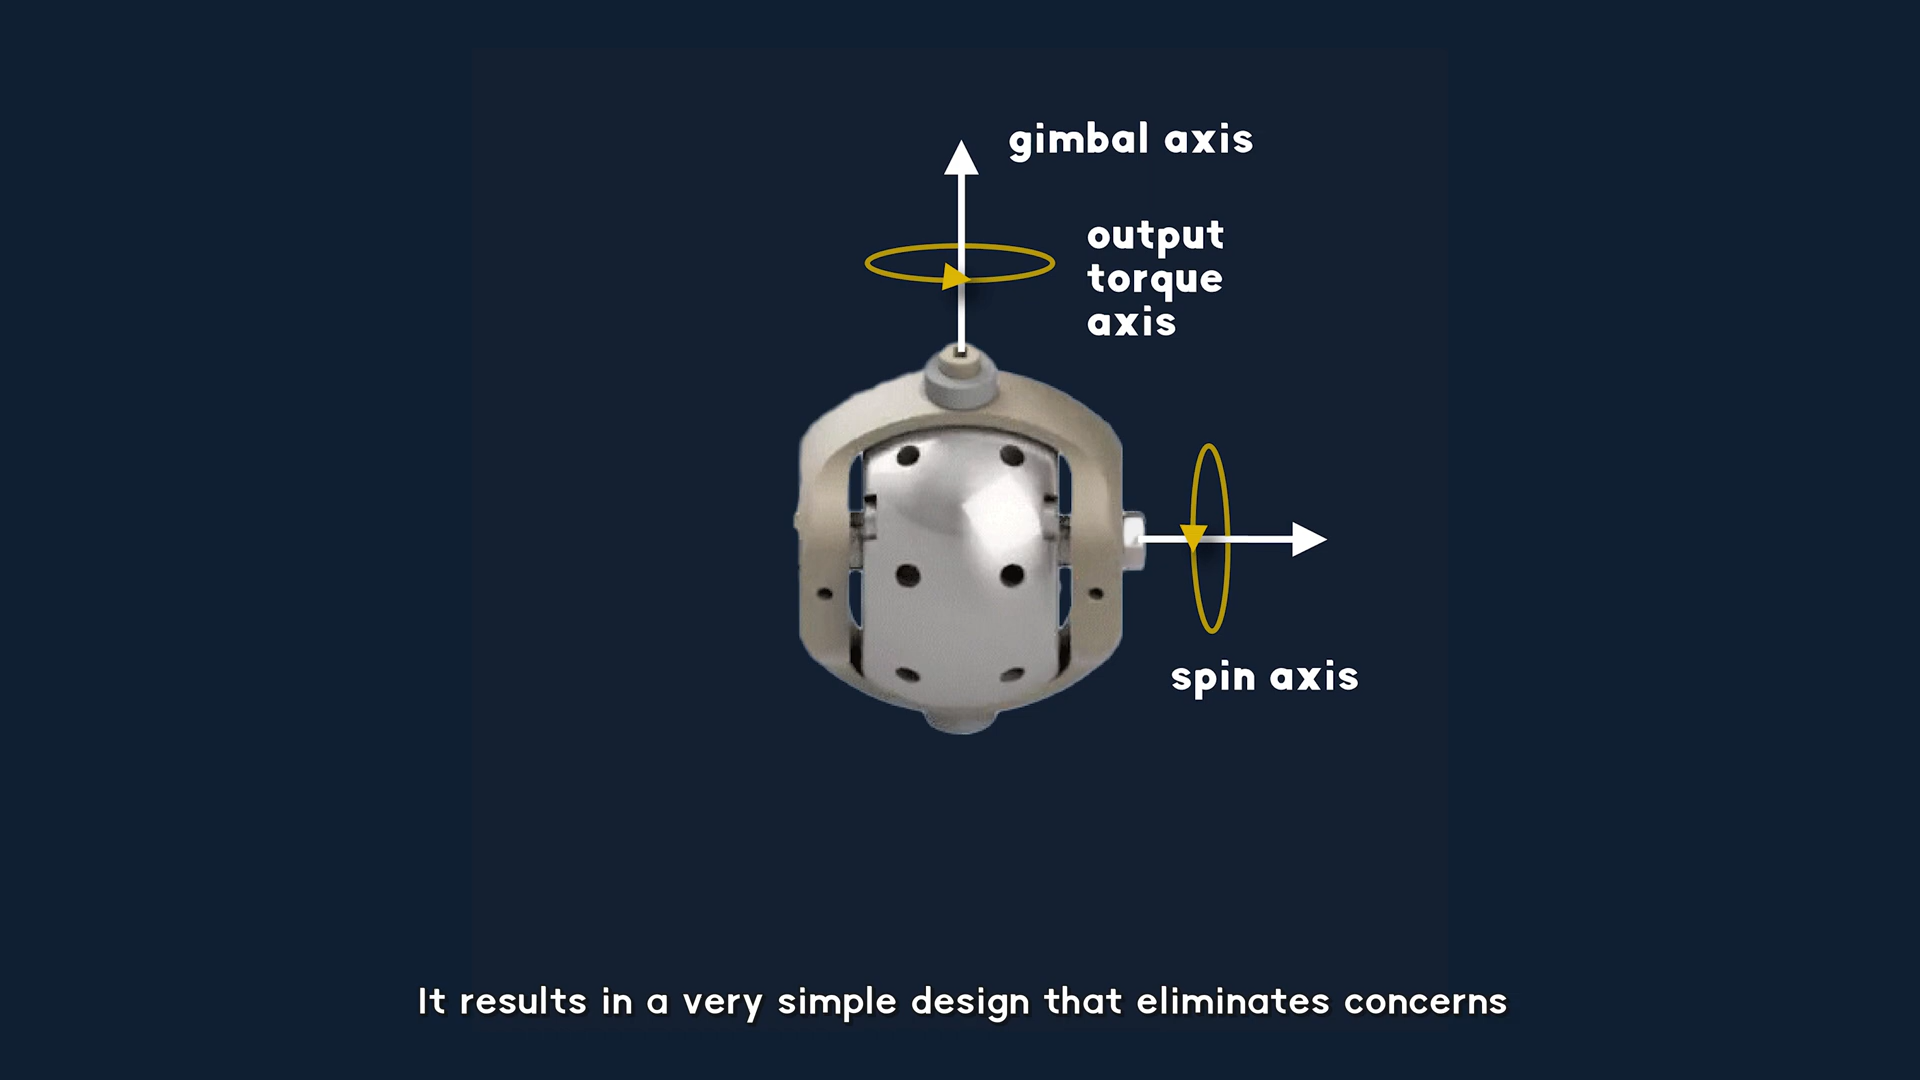 gimbal axis
output
torque
axis
spin axis
It results in a very simple design that eliminates concerns